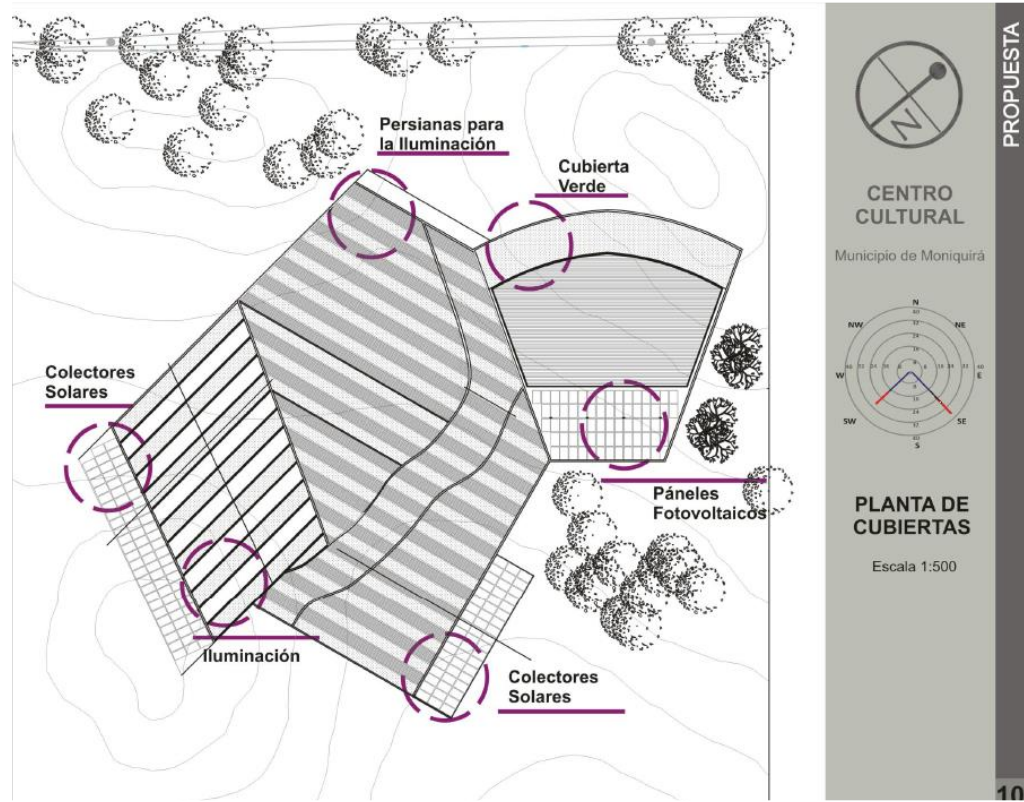 Persianas para
la Iluminación
Cubierta
Verde
Colectores
Solares
Páneles
Fotovoltaicos
Iluminación
Colectores
Solares
PROPUESTA
N
CENTRO
CULTURAL
Municipio de Moniquirá
N
NW
NE
W
E
SW
SE
S
PLANTA DE
CUBIERTAS
Escala 1:500
10